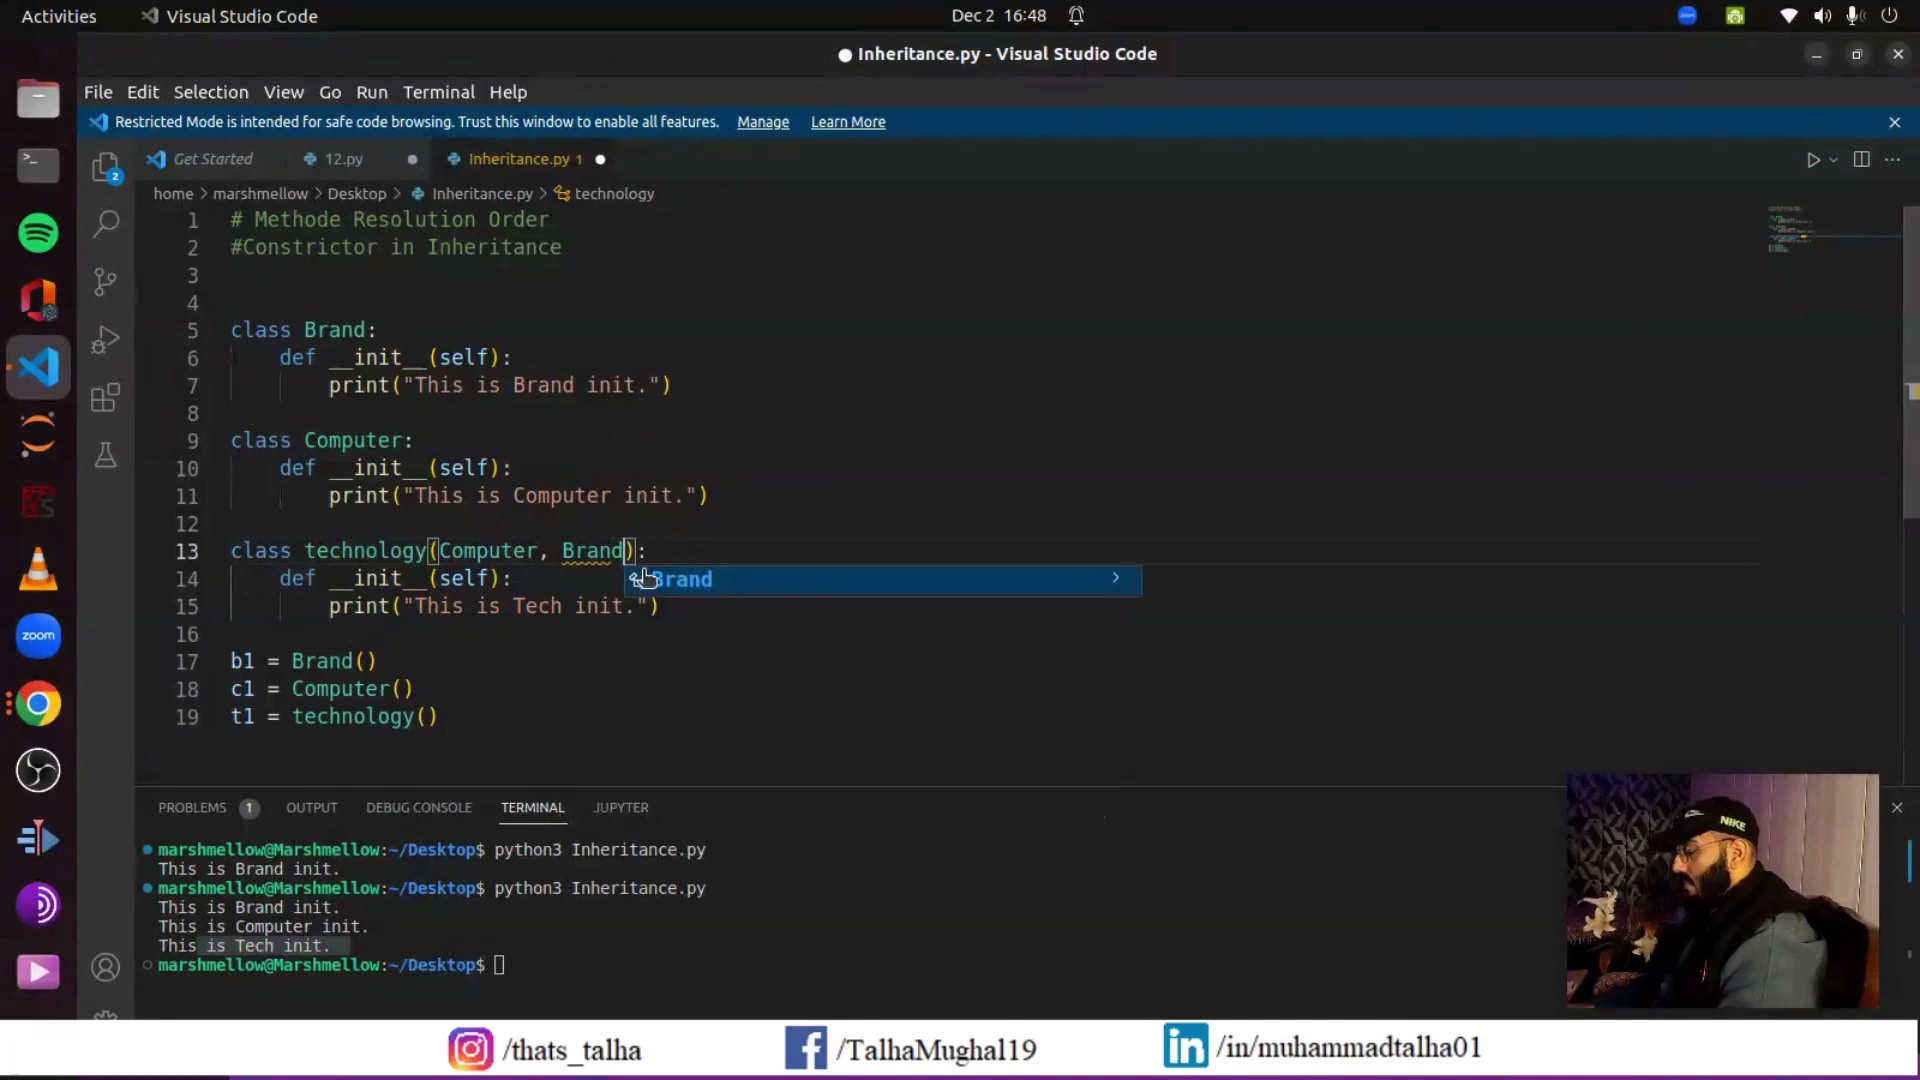 Activities Visual Studio Code Dec 2 16:48
Inheritance.py - Visual Studio Code
File Edit Selection View Go Run Terminal Help
Restricted Mode is intended for safe code browsing. Trust this window to enable all features. Manage Learn More
Get Started 12.py Inheritance.py 1
home > marshmellow > Desktop > Inheritance.py > technology
1 # Methode Resolution Order
2 #Constrictor in Inheritance
3
4
5 class Brand:
6 def __init__(self):
7 print("This is Brand init.")
8
9 class Computer:
10 def __init__(self):
11 print("This is Computer init.")
12
13 class technology(Computer, Brand):
14 def __init__(self):
Brand
15 print("This is Tech init.")
16
17 b1 = Brand()
18 c1 = Computer()
19 t1 = technology()
PROBLEMS 1 OUTPUT DEBUG CONSOLE TERMINAL JUPYTER
marshmellow@Marshmellow:~/Desktop$ python3 Inheritance.py
This is Brand init.
marshmellow@Marshmellow:~/Desktop$ python3 Inheritance.py
This is Brand init.
This is Computer init.
This is Tech init.
marshmellow@Marshmellow:~/Desktop$
2
zoom
NIKE
/thats_talha /TalhaMughal19 /in/muhammadtalha01